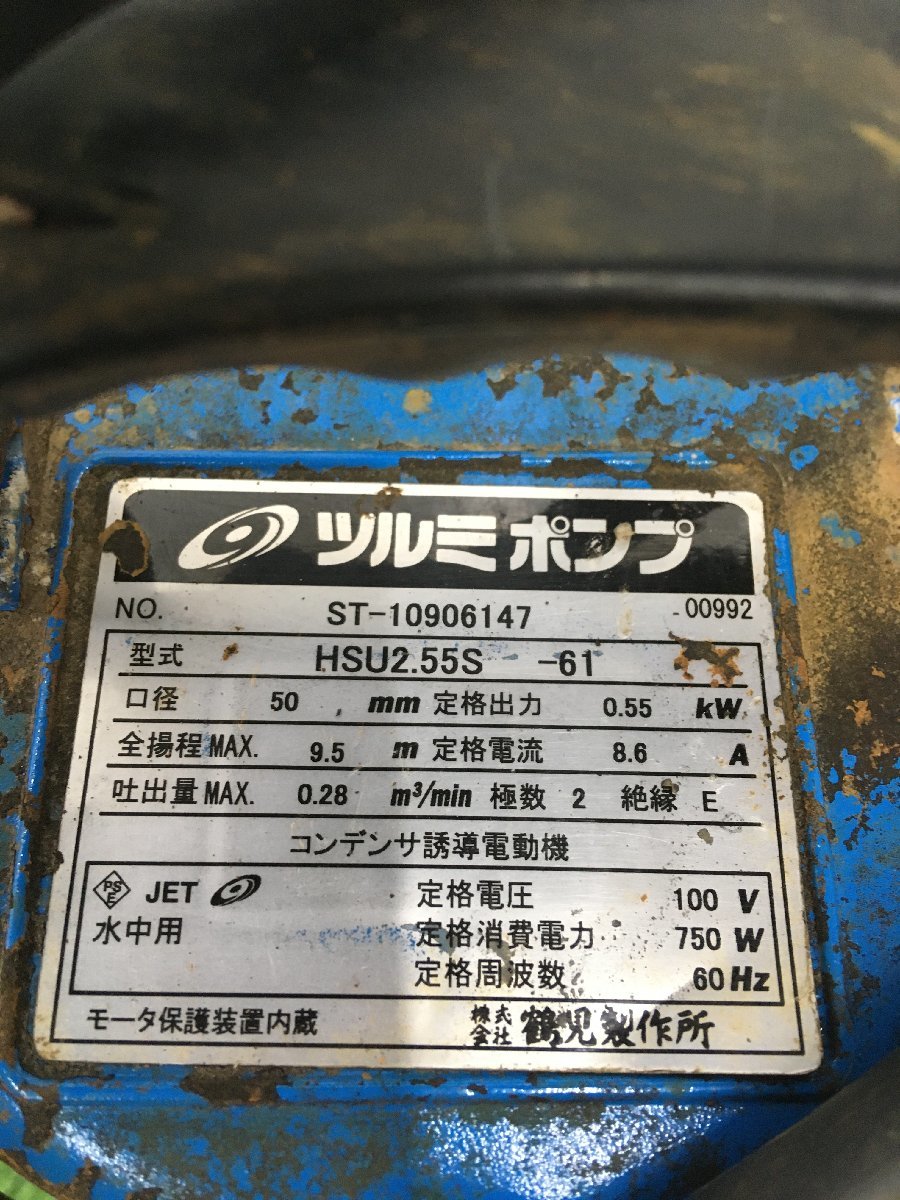 ツルミポンプ
NO. ST-10906147 00992
型式 HSU2.55S -61
口径 50 mm 定格出力 0.55 kW
全揚程MAX. 9.5 m 定格電流 8.6 A
吐出量MAX. 0.28 m³/min 極数 2 絶縁 E
コンデンサ誘導電動機
PSE JET 定格電圧 100 V
水中用 定格消費電力 750 W
定格周波数 60 Hz
モータ保護装置内蔵 株式会社 鶴見製作所